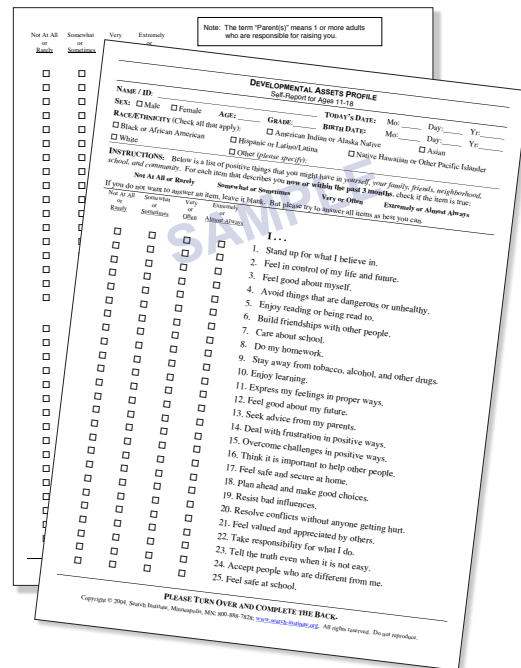 Note: The term "Parent(s)" means 1 or more adults
who are responsible for raising you.
Not At All Somewhat Very Extremely
or or or or
Rarely Sometimes
DEVELOPMENTAL ASSETS PROFILE
Self-Report for Ages 11-18
NAME / ID: TODAY'S DATE: Mo: Day: Yr:
SEX: Male Female AGE: GRADE: BIRTH DATE: Mo: Day: Yr:
RACE/ETHNICITY (Check all that apply): American Indian or Alaska Native Asian
Black or African American Hispanic or Latino/Latina Native Hawaiian or Other Pacific Islander
White Other (please specify):
INSTRUCTIONS: Below is a list of positive things that you might have in yourself, your family, friends, neighborhood,
school, and community. For each item that describes you now or within the past 3 months, check if the item is true:
Not At All or Rarely Somewhat or Sometimes Very or Often Extremely or Almost Always
If you do not want to answer an item, leave it blank. But please try to answer all items as best you can.
Not At All Somewhat Very Extremely
or or or or
Rarely Sometimes Often Almost Always
SAMPLE
I . . .
1. Stand up for what I believe in.
2. Feel in control of my life and future.
3. Feel good about myself.
4. Avoid things that are dangerous or unhealthy.
5. Enjoy reading or being read to.
6. Build friendships with other people.
7. Care about school.
8. Do my homework.
9. Stay away from tobacco, alcohol, and other drugs.
10. Enjoy learning.
11. Express my feelings in proper ways.
12. Feel good about my future.
13. Seek advice from my parents.
14. Deal with frustration in positive ways.
15. Overcome challenges in positive ways.
16. Think it is important to help other people.
17. Feel safe and secure at home.
18. Plan ahead and make good choices.
19. Resist bad influences.
20. Resolve conflicts without anyone getting hurt.
21. Feel valued and appreciated by others.
22. Take responsibility for what I do.
23. Tell the truth even when it is not easy.
24. Accept people who are different from me.
25. Feel safe at school.
PLEASE TURN OVER AND COMPLETE THE BACK.
Copyright © 2004, Search Institute, Minneapolis, MN; 800-888-7828; www.search-institute.org. All rights reserved. Do not reproduce.